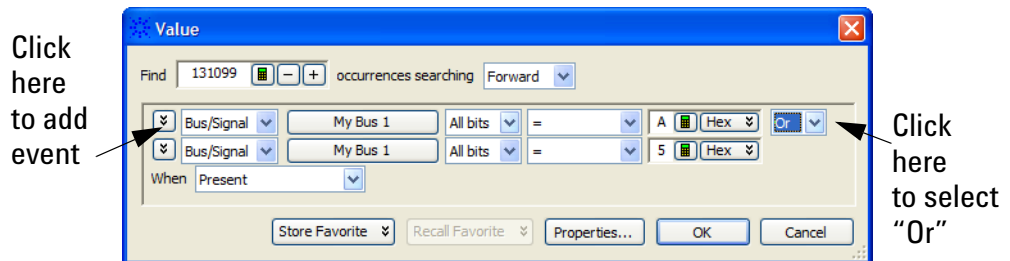 Click
here
to add
event
Value
Find 131099 occurrences searching Forward
Bus/Signal My Bus 1 All bits = A Hex Or
Bus/Signal My Bus 1 All bits = 5 Hex
When Present
Store Favorite Recall Favorite Properties... OK Cancel
Click
here
to select
“Or”